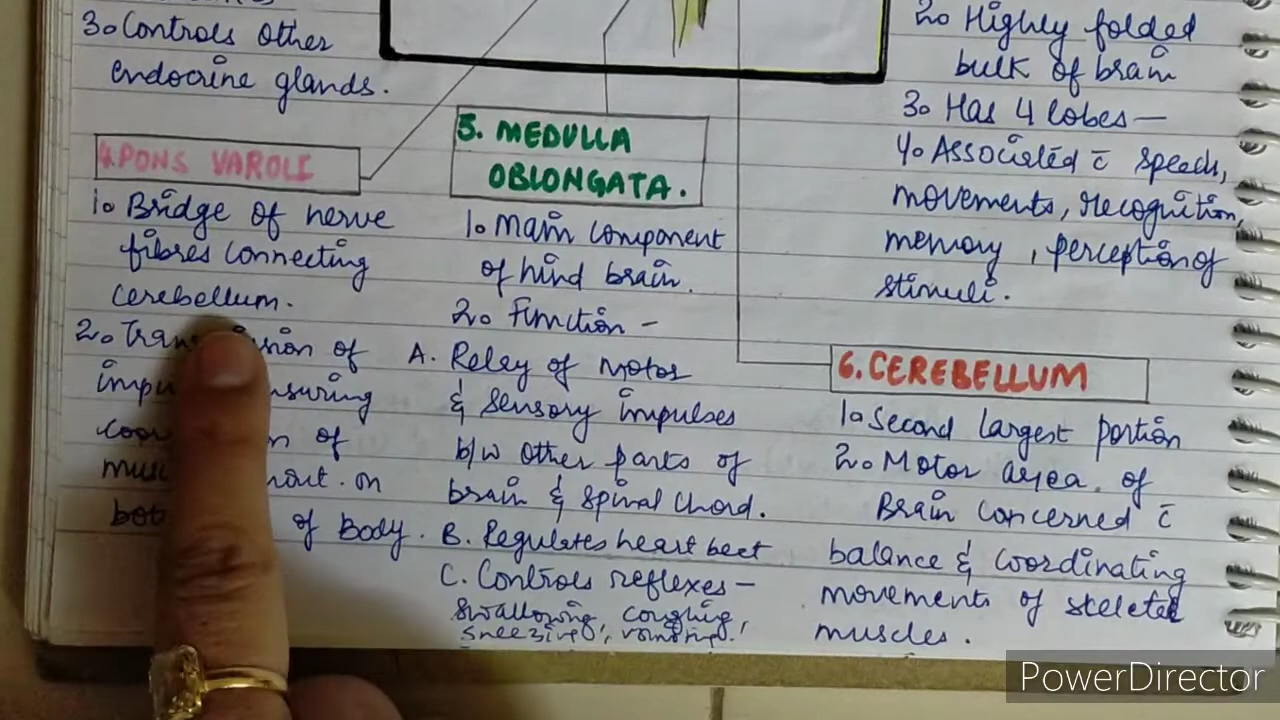 3. Controls other
endocrine glands.
4. PONS VAROLI
1. Bridge of nerve
fibres connecting
cerebellum.
2. of
of
on
of Body.
5. MEDULLA
OBLONGATA.
1. Main component
of hind brain.
2. Function -
A. Relay of motor
& sensory impulses
b/w other parts of
brain & spinal Chord.
B. Regulates heart beet
C. Controls reflexes -
swallowing, coughing,
sneezing, vomiting.
2. Highly folded
bulk of brain
3. Has 4 lobes -
4. Associated c̄ speech,
movements, recognition,
memory, perception of
stimuli.
6. CEREBELLUM
1. Second largest portion
2. Motor area. of
Brain concerned c̄
balance & coordinating
movements of skeletal
muscles.
PowerDirector